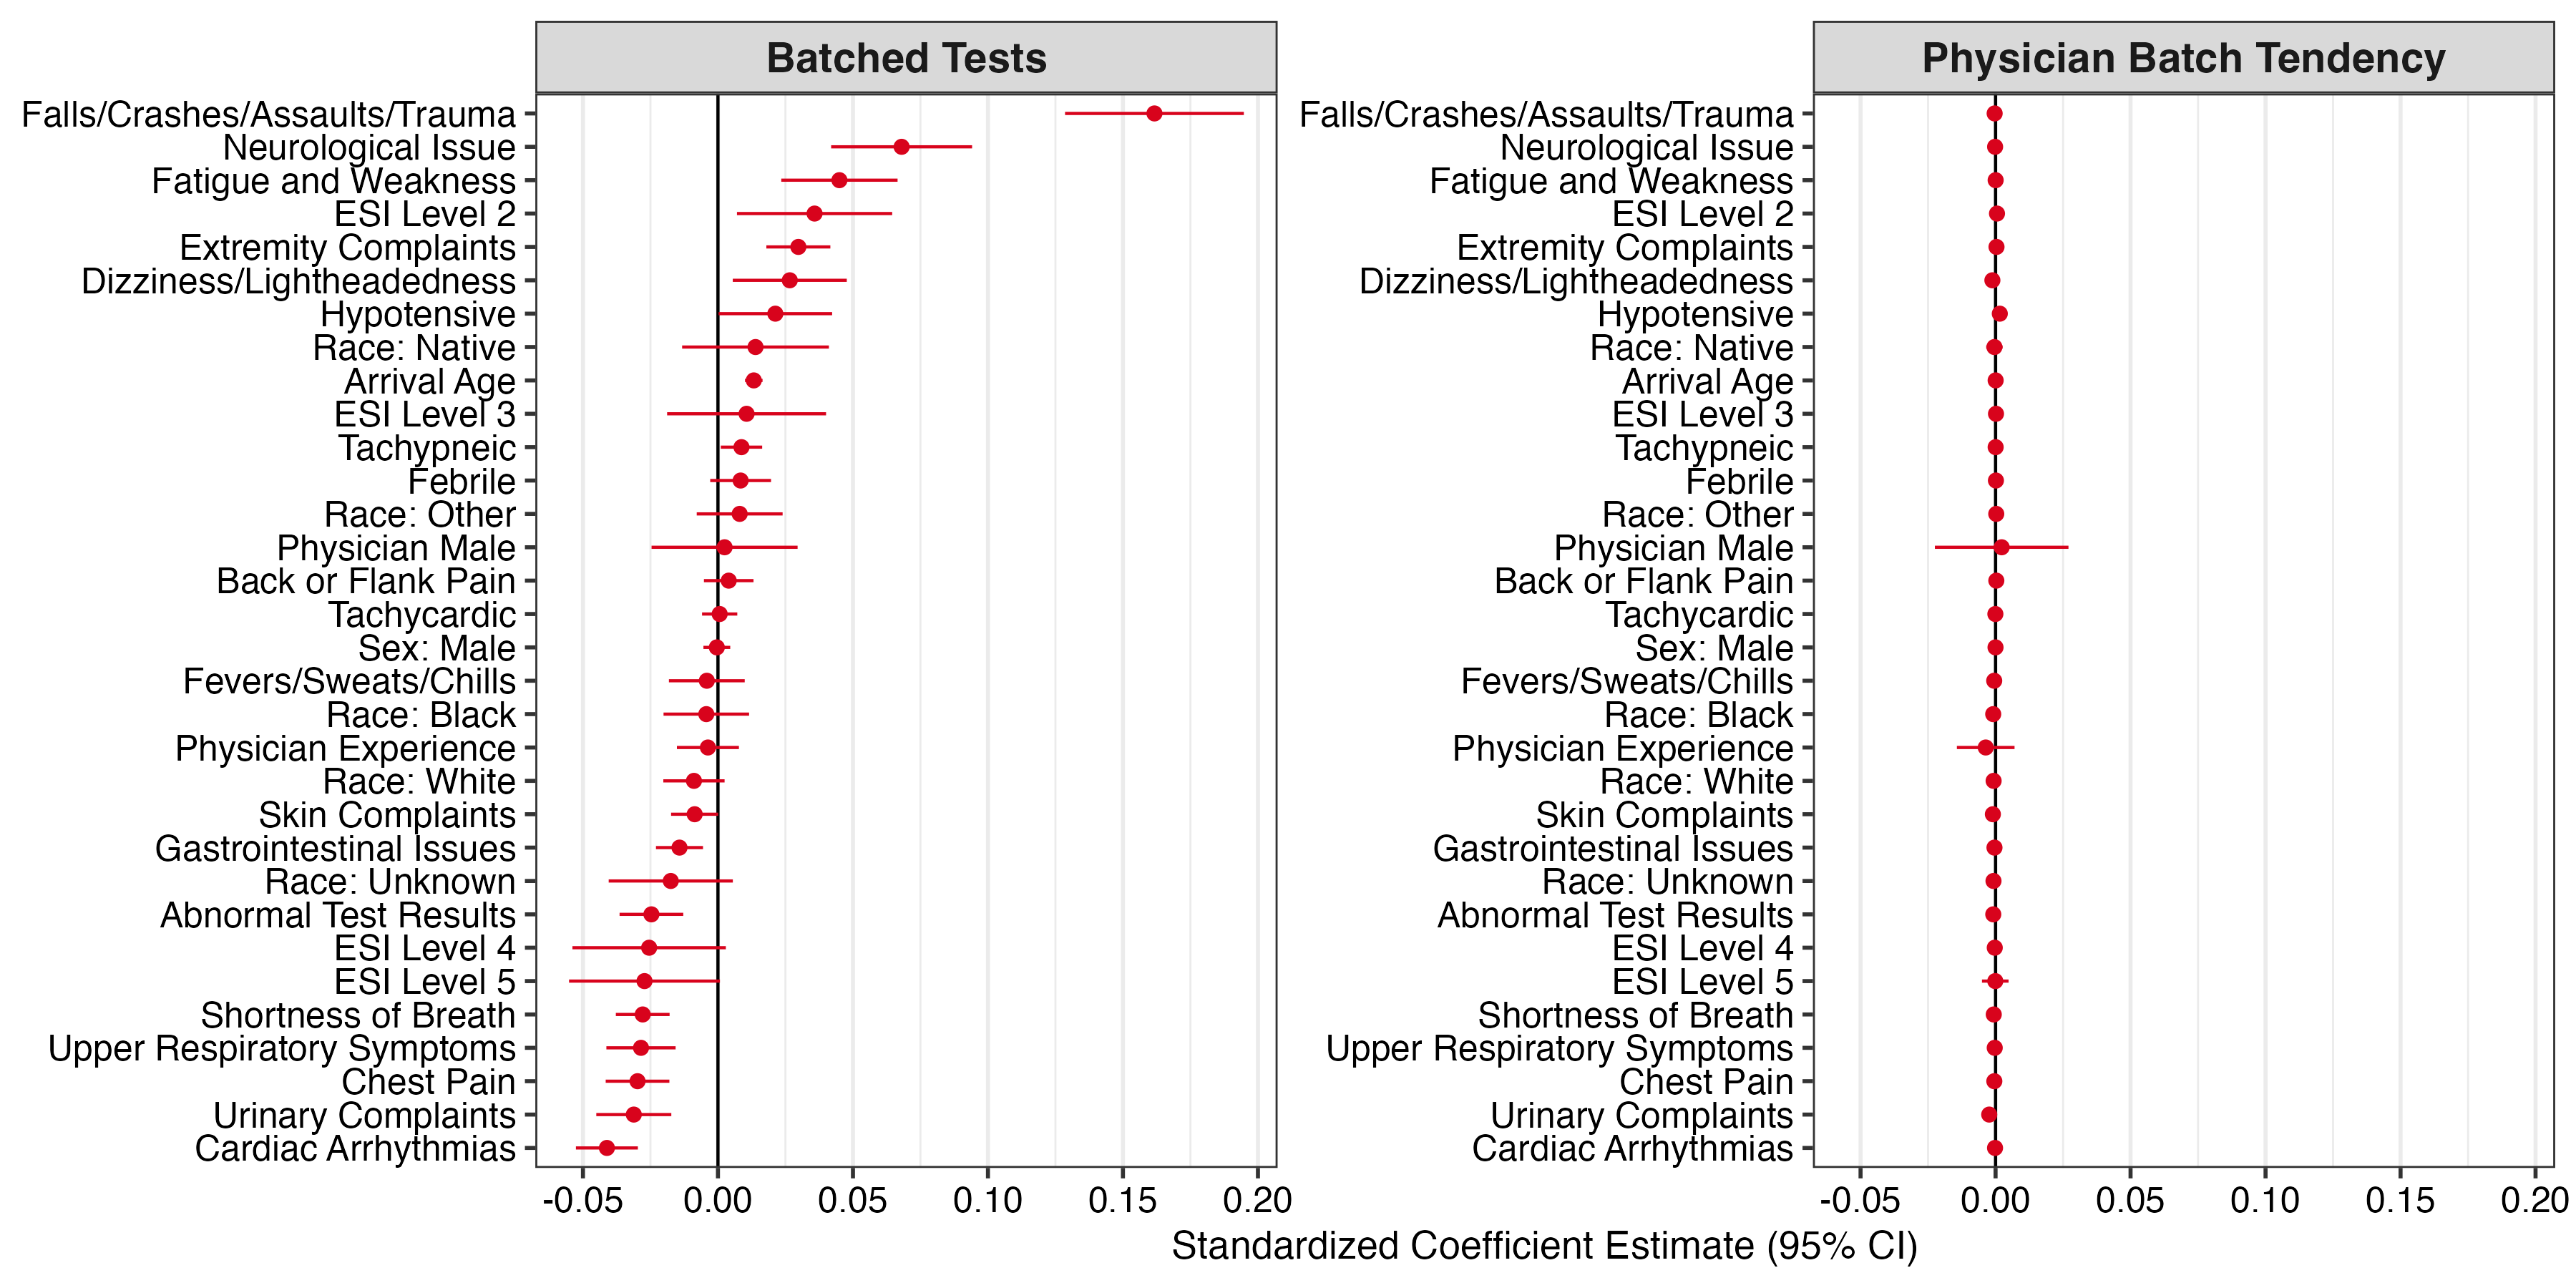 Batched Tests
Falls/Crashes/Assaults/Trauma
Neurological Issue
Fatigue and Weakness
ESI Level 2
Extremity Complaints
Dizziness/Lightheadedness
Hypotensive
Race: Native
Arrival Age
ESI Level 3
Tachypneic
Febrile
Race: Other
Physician Male
Back or Flank Pain
Tachycardic
Sex: Male
Fevers/Sweats/Chills
Race: Black
Physician Experience
Race: White
Skin Complaints
Gastrointestinal Issues
Race: Unknown
Abnormal Test Results
ESI Level 4
ESI Level 5
Shortness of Breath
Upper Respiratory Symptoms
Chest Pain
Urinary Complaints
Cardiac Arrhythmias
-0.05 0.00 0.05 0.10 0.15 0.20
Physician Batch Tendency
Falls/Crashes/Assaults/Trauma
Neurological Issue
Fatigue and Weakness
ESI Level 2
Extremity Complaints
Dizziness/Lightheadedness
Hypotensive
Race: Native
Arrival Age
ESI Level 3
Tachypneic
Febrile
Race: Other
Physician Male
Back or Flank Pain
Tachycardic
Sex: Male
Fevers/Sweats/Chills
Race: Black
Physician Experience
Race: White
Skin Complaints
Gastrointestinal Issues
Race: Unknown
Abnormal Test Results
ESI Level 4
ESI Level 5
Shortness of Breath
Upper Respiratory Symptoms
Chest Pain
Urinary Complaints
Cardiac Arrhythmias
-0.05 0.00 0.05 0.10 0.15 0.20
Standardized Coefficient Estimate (95% CI)